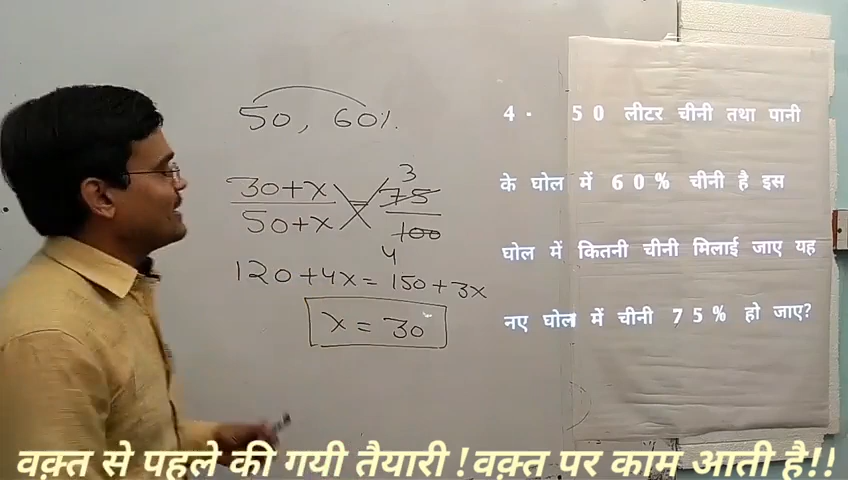 50, 60%.
30+x / 50+x = 75 / 100
3
4
120+4x = 150+3x
x = 30
4. 50 लीटर चीनी तथा पानी
के घोल में 60% चीनी है इस
घोल में कितनी चीनी मिलाई जाए यह
नए घोल में चीनी 75% हो जाए?
वक़्त से पहले की गयी तैयारी ! वक़्त पर काम आती है!!